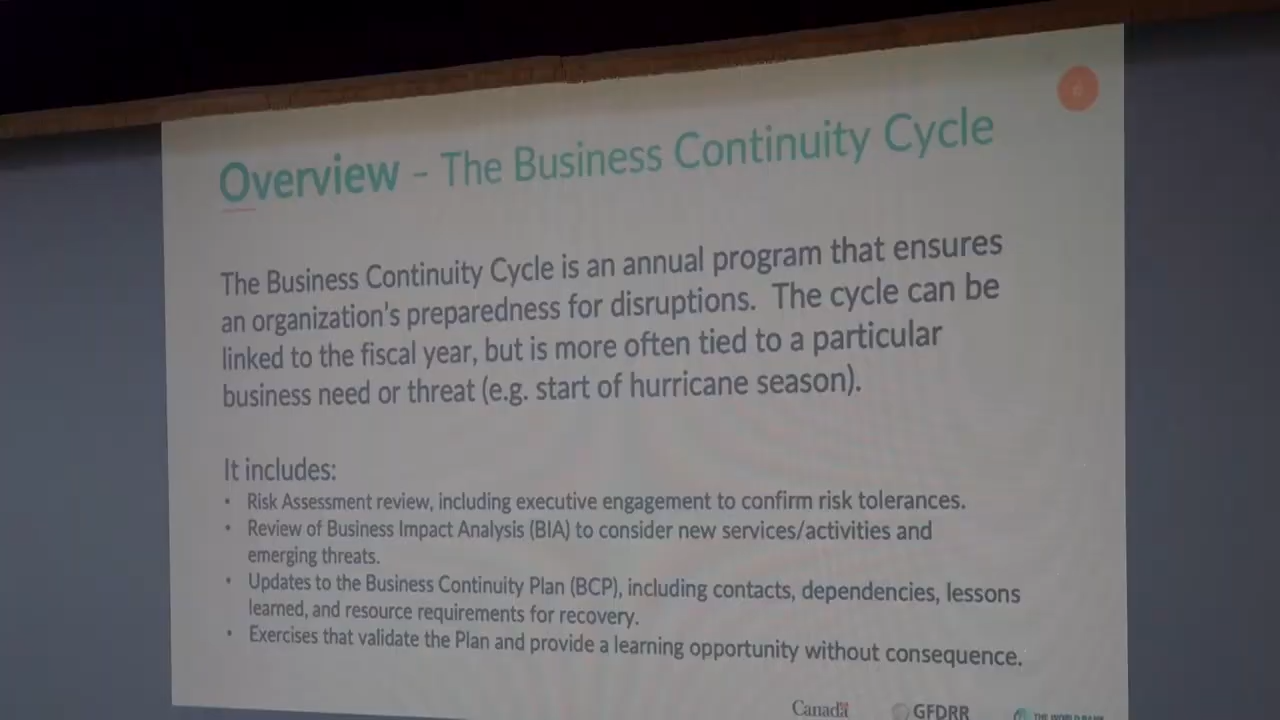 Overview – The Business Continuity Cycle
The Business Continuity Cycle is an annual program that ensures
an organization's preparedness for disruptions. The cycle can be
linked to the fiscal year, but is more often tied to a particular
business need or threat (e.g. start of hurricane season).
It includes:
• Risk Assessment review, including executive engagement to confirm risk tolerances.
• Review of Business Impact Analysis (BIA) to consider new services/activities and
emerging threats.
• Updates to the Business Continuity Plan (BCP), including contacts, dependencies, lessons
learned, and resource requirements for recovery.
• Exercises that validate the Plan and provide a learning opportunity without consequence.
Canada GFDRR THE WORLD BANK